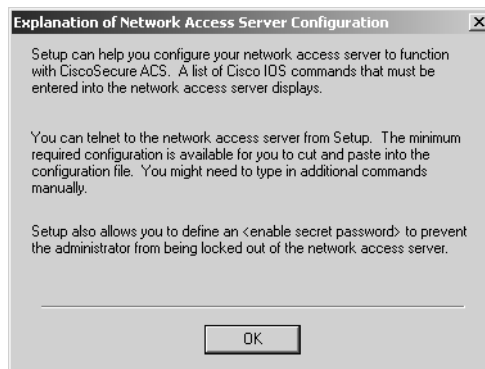 Explanation of Network Access Server Configuration
Setup can help you configure your network access server to function
with CiscoSecure ACS. A list of Cisco IOS commands that must be
entered into the network access server displays.
You can telnet to the network access server from Setup. The minimum
required configuration is available for you to cut and paste into the
configuration file. You might need to type in additional commands
manually.
Setup also allows you to define an <enable secret password> to prevent
the administrator from being locked out of the network access server.
OK